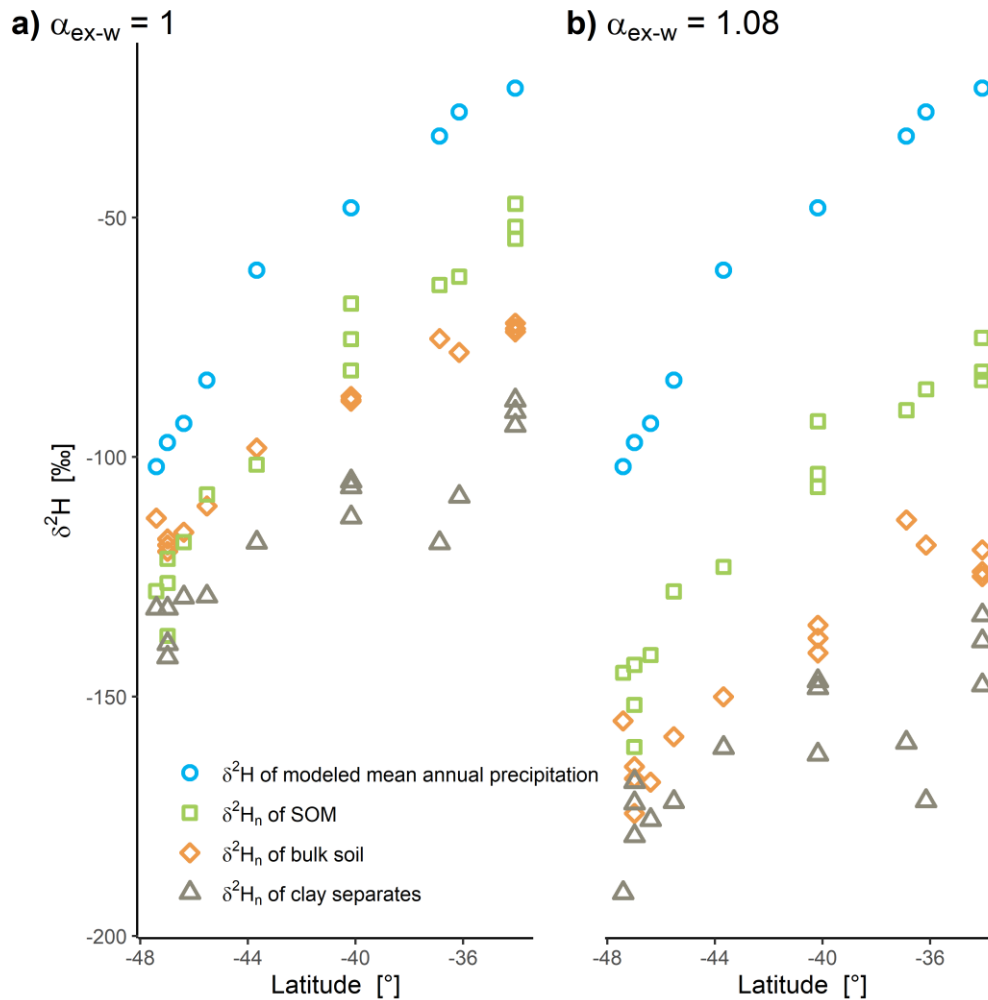 a) αex-w = 1
b) αex-w = 1.08
δ²H [‰]
-50
-100
-150
-200
δ²H of modeled mean annual precipitation
δ²Hn of SOM
δ²Hn of bulk soil
δ²Hn of clay separates
-48 -44 -40 -36
-48 -44 -40 -36
Latitude [°]
Latitude [°]